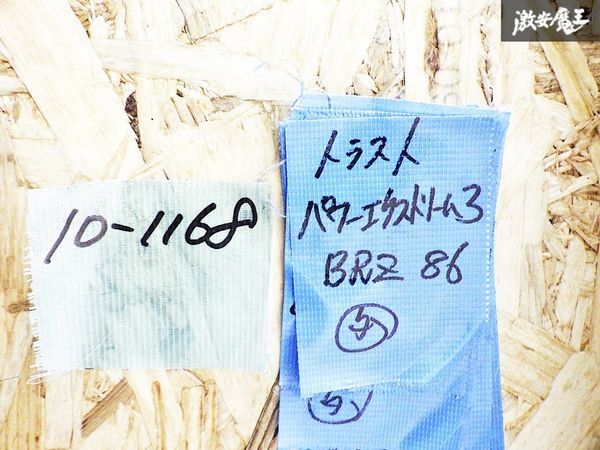 激安魔王
10-1168
トラスト
パワーエクストリーム3
BRZ 86